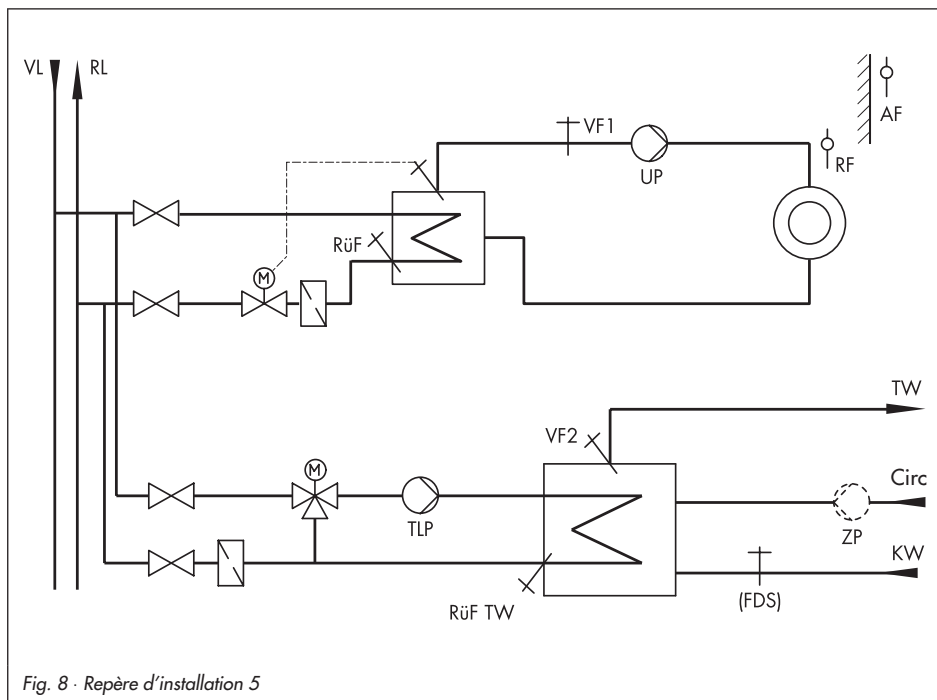 VL
RL
AF
VF1
RF
UP
RüF
M
TW
VF2
M
Circ
TLP
ZP
KW
RüF TW
(FDS)
Fig. 8 · Repère d'installation 5